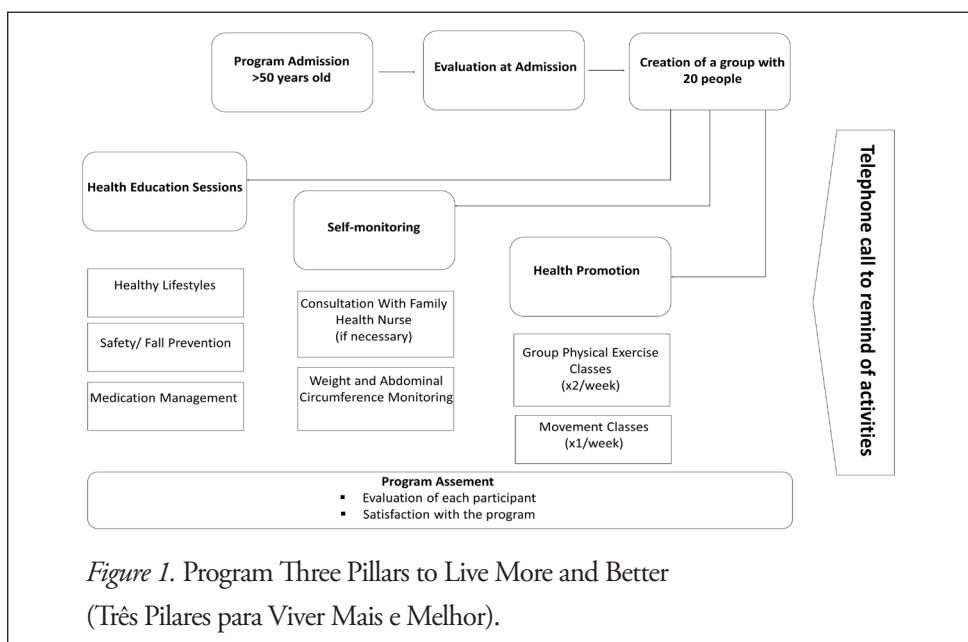 Program Admission
>50 years old
Evaluation at Admission
Creation of a group with
20 people
Health Education Sessions
Self-monitoring
Health Promotion
Healthy Lifestyles
Safety/ Fall Prevention
Medication Management
Consultation With Family
Health Nurse
(if necessary)
Weight and Abdominal
Circumference Monitoring
Group Physical Exercise
Classes
(x2/week)
Movement Classes
(x1/week)
Telephone call to remind of activities
Program Assement
▪ Evaluation of each participant
▪ Satisfaction with the program
Figure 1. Program Three Pillars to Live More and Better
(Três Pilares para Viver Mais e Melhor).